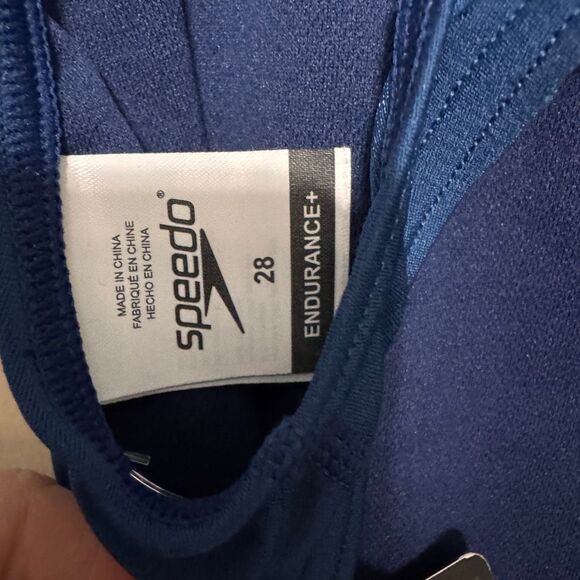 MADE IN CHINA
FABRIQUÉ EN CHINE
HECHO EN CHINA
speedo®
28
ENDURANCE+